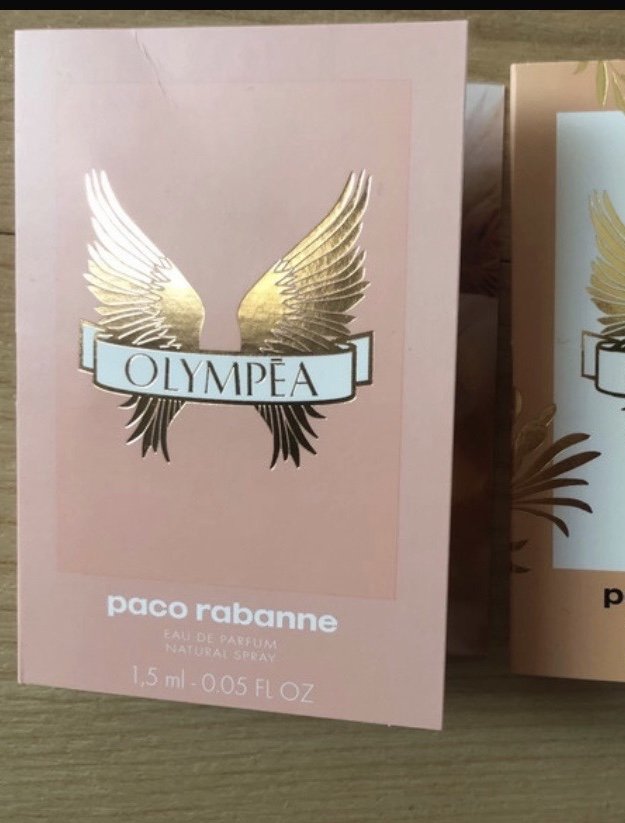 OLYMPĒA
paco rabanne
EAU DE PARFUM
NATURAL SPRAY
1,5 ml - 0.05 FL OZ
p